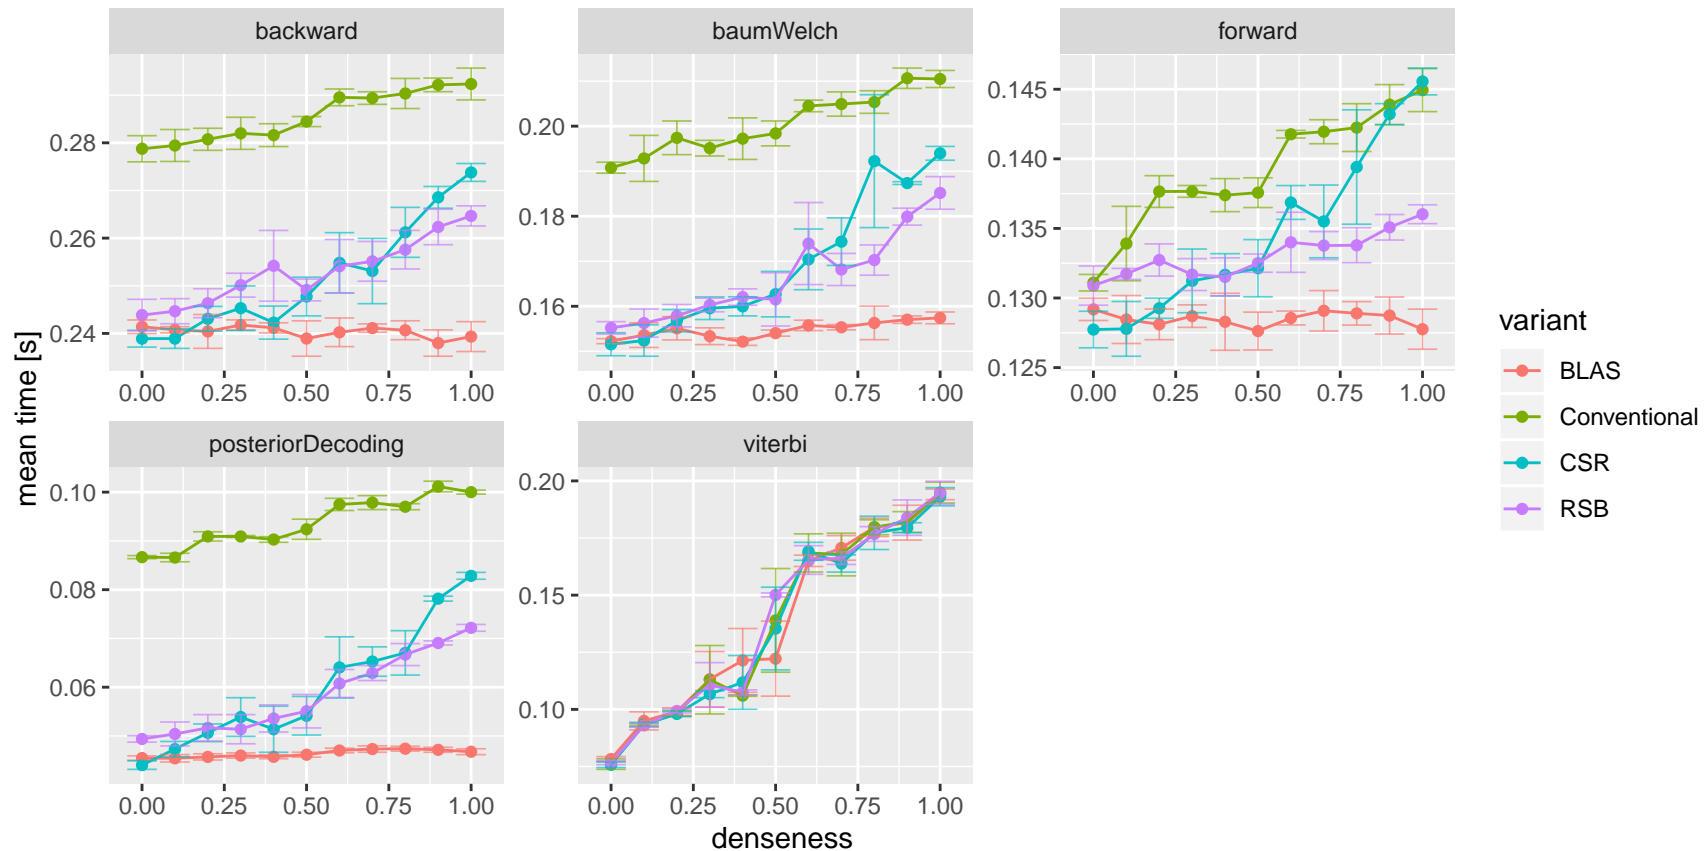 backward
baumWelch
forward
0.28
0.26
0.24
0.20
0.18
0.16
0.145
0.140
0.135
0.130
0.125
0.00 0.25 0.50 0.75 1.00
0.00 0.25 0.50 0.75 1.00
0.00 0.25 0.50 0.75 1.00
mean time [s]
posteriorDecoding
viterbi
0.10
0.08
0.06
0.20
0.15
0.10
0.00 0.25 0.50 0.75 1.00
0.00 0.25 0.50 0.75 1.00
denseness
variant
BLAS
Conventional
CSR
RSB